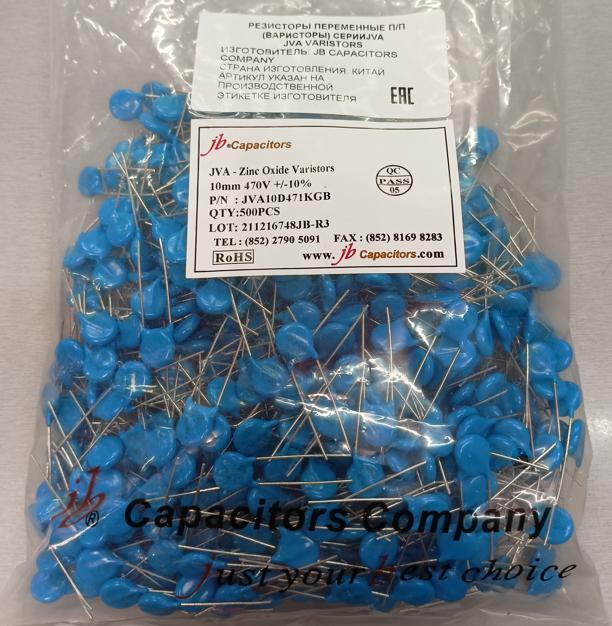 РЕЗИСТОРЫ ПЕРЕМЕННЫЕ П/П
(ВАРИСТОРЫ) СЕРИИJVA
JVA VARISTORS
ИЗГОТОВИТЕЛЬ: JB CAPACITORS
COMPANY
СТРАНА ИЗГОТОВЛЕНИЯ: КИТАЙ
АРТИКУЛ УКАЗАН НА
ПРОИЗВОДСТВЕННОЙ
ЭТИКЕТКЕ ИЗГОТОВИТЕЛЯ
EAC
jb Capacitors
JVA - Zinc Oxide Varistors
10mm 470V +/-10%
P/N : JVA10D471KGB
QTY:500PCS
LOT: 211216748JB-R3
QC
PASS
05
TEL : (852) 2790 5091 FAX : (852) 8169 8283
RoHS
www. jb Capacitors.com
jb® Capacitors Company
just your best choice